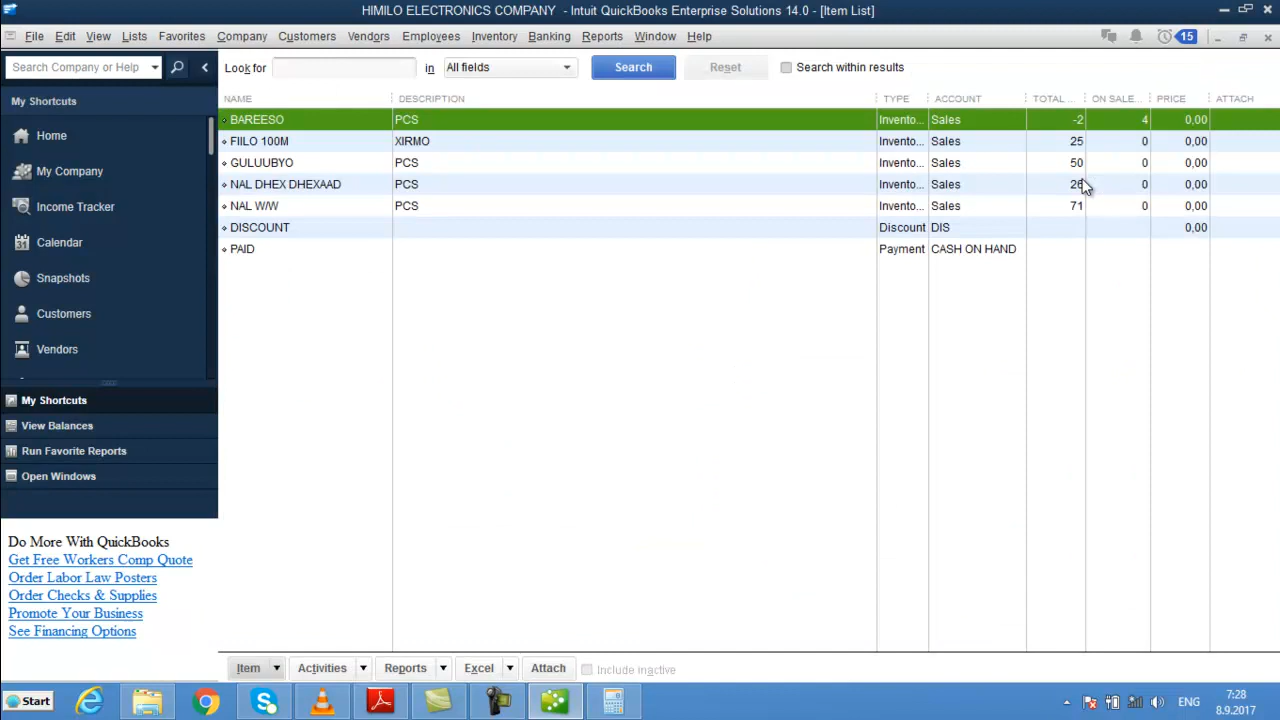 HIMILO ELECTRONICS COMPANY - Intuit QuickBooks Enterprise Solutions 14.0 - [Item List]
File Edit View Lists Favorites Company Customers Vendors Employees Inventory Banking Reports Window Help 15
Search Company or Help
Look for in All fields Search Reset Search within results
My Shortcuts
NAME DESCRIPTION TYPE ACCOUNT TOTAL ... ON SALE... PRICE ATTACH
BAREESO PCS Invento... Sales -2 4 0,00
FIILO 100M XIRMO Invento... Sales 25 0 0,00
GULUUBYO PCS Invento... Sales 50 0 0,00
NAL DHEX DHEXAAD PCS Invento... Sales 26 0 0,00
NAL W/W PCS Invento... Sales 71 0 0,00
DISCOUNT Discount DIS 0,00
PAID Payment CASH ON HAND
Home
My Company
Income Tracker
Calendar
Snapshots
Customers
Vendors
My Shortcuts
View Balances
Run Favorite Reports
Open Windows
Do More With QuickBooks
Get Free Workers Comp Quote
Order Labor Law Posters
Order Checks & Supplies
Promote Your Business
See Financing Options
Item Activities Reports Excel Attach Include inactive
Start ENG 7:28
8.9.2017